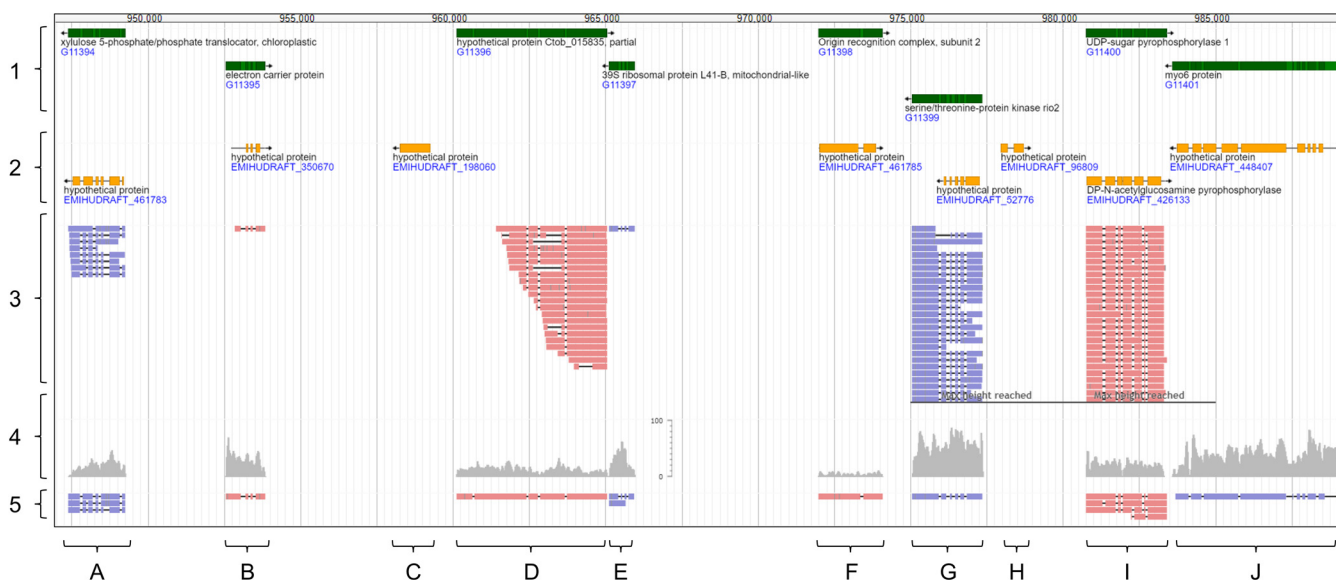 950,000 955,000 960,000 965,000 970,000 975,000 980,000 985,000
1
xylulose 5-phosphate/phosphate translocator, chloroplastic
G11394
hypothetical protein Ctob_015835, partial
G11396
Origin recognition complex, subunit 2
G11398
UDP-sugar pyrophosphorylase 1
G11400
electron carrier protein
G11395
39S ribosomal protein L41-B, mitochondrial-like
G11397
myo6 protein
G11401
serine/threonine-protein kinase rio2
G11399
2
hypothetical protein
EMIHUDRAFT_350670
hypothetical protein
EMIHUDRAFT_198060
hypothetical protein
EMIHUDRAFT_461785
hypothetical protein
EMIHUDRAFT_96809
hypothetical protein
EMIHUDRAFT_448407
hypothetical protein
EMIHUDRAFT_461783
hypothetical protein
EMIHUDRAFT_52776
DP-N-acetylglucosamine pyrophosphorylase
EMIHUDRAFT_426133
3
Max height reached
Max height reached
4
100
0
5
A B C D E F G H I J